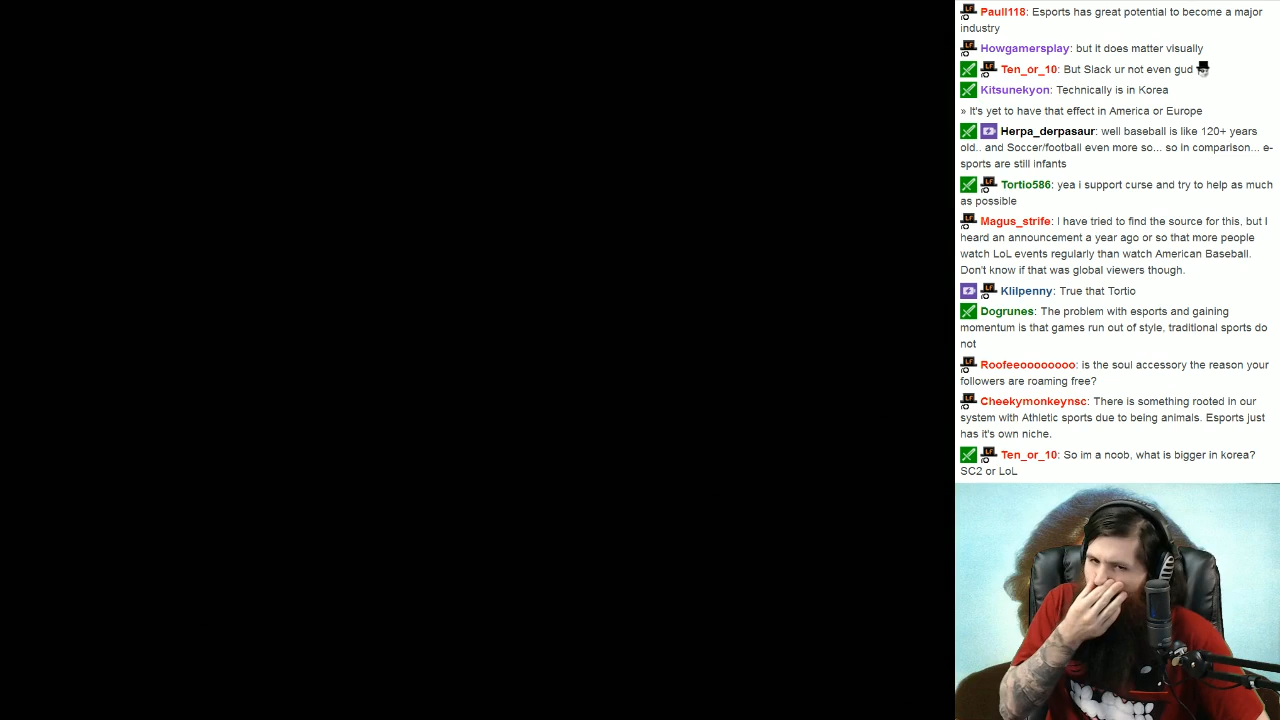 Paull118: Esports has great potential to become a major
industry
Howgamersplay: but it does matter visually
Ten_or_10: But Slack ur not even gud
Kitsunekyon: Technically is in Korea
» It's yet to have that effect in America or Europe
Herpa_derpasaur: well baseball is like 120+ years
old.. and Soccer/football even more so... so in comparison... e-
sports are still infants
Tortio586: yea i support curse and try to help as much
as possible
Magus_strife: I have tried to find the source for this, but I
heard an announcement a year ago or so that more people
watch LoL events regularly than watch American Baseball.
Don't know if that was global viewers though.
Klilpenny: True that Tortio
Dogrunes: The problem with esports and gaining
momentum is that games run out of style, traditional sports do
not
Roofeeoooooooo: is the soul accessory the reason your
followers are roaming free?
Cheekymonkeynsc: There is something rooted in our
system with Athletic sports due to being animals. Esports just
has it's own niche.
Ten_or_10: So im a noob, what is bigger in korea?
SC2 or LoL